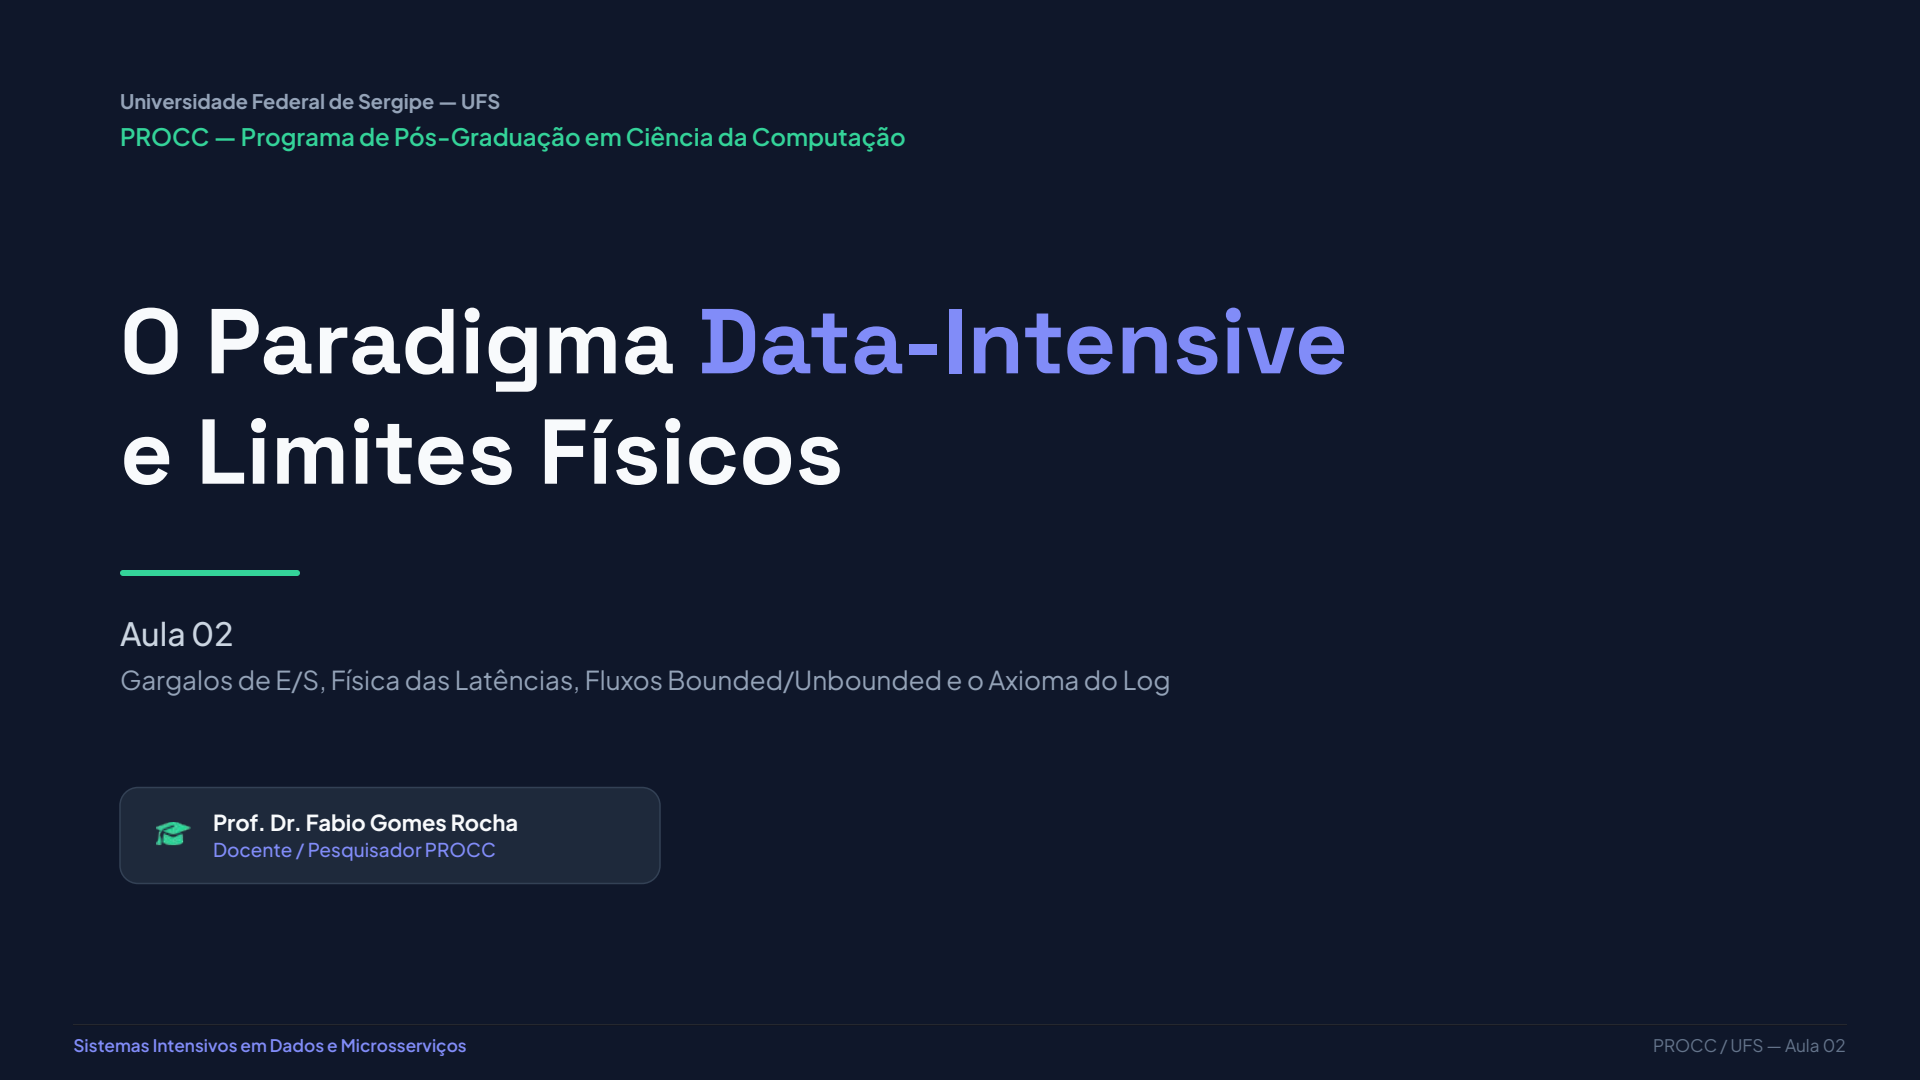 Universidade Federal de Sergipe — UFS
PROCC — Programa de Pós-Graduação em Ciência da Computação
O Paradigma Data-Intensive
e Limites Físicos
Aula 02
Gargalos de E/S, Física das Latências, Fluxos Bounded/Unbounded e o Axioma do Log
Prof. Dr. Fabio Gomes Rocha
Docente / Pesquisador PROCC
Sistemas Intensivos em Dados e Microsserviços
PROCC / UFS — Aula 02